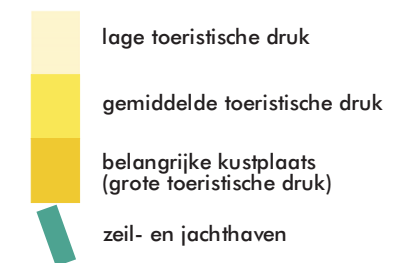 lage toeristische druk
gemiddelde toeristische druk
belangrijke kustplaats
(grote toeristische druk)
zeil- en jachthaven